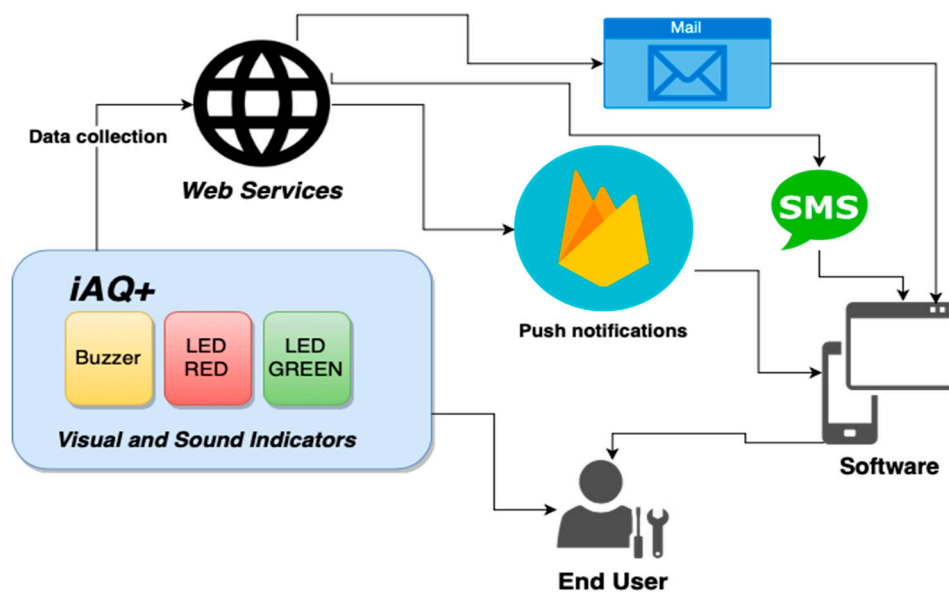 Mail
Data collection
Web Services
SMS
iAQ+
Push notifications
Buzzer
LED
RED
LED
GREEN
Visual and Sound Indicators
Software
End User